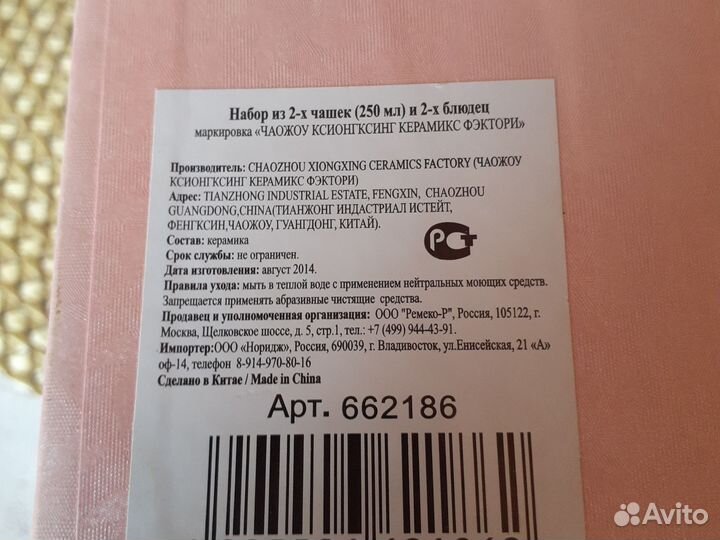 Набор из 2-х чашек (250 мл) и 2-х блюдец
маркировка «ЧАОЖОУ КСИОНГКСИНГ КЕРАМИКС ФЭКТОРИ»
Производитель: CHAOZHOU XIONGXING CERAMICS FACTORY (ЧАОЖОУ
КСИОНГКСИНГ КЕРАМИКС ФЭКТОРИ)
Адрес: TIANZHONG INDUSTRIAL ESTATE, FENGXIN, CHAOZHOU
GUANGDONG,CHINA(ТИАНЖОНГ ИНДАСТРИАЛ ИСТЕЙТ,
ФЕНГКСИН,ЧАОЖОУ, ГУАНГДОНГ, КИТАЙ).
Состав: керамика
Срок службы: не ограничен.
Дата изготовления: август 2014.
РСТ
Правила ухода: мыть в теплой воде с применением нейтральных моющих средств.
Запрещается применять абразивные чистящие средства.
Продавец и уполномоченная организация: ООО "Ремеко-Р", Россия, 105122, г.
Москва, Щелковское шоссе, д. 5, стр.1, тел.: +7 (499) 944-43-91.
Импортер:ООО «Норидж», Россия, 690039, г. Владивосток, ул.Енисейская, 21 «А»
оф-14, телефон 8-914-970-80-16
Сделано в Китае / Made in China
Арт. 662186
Avito